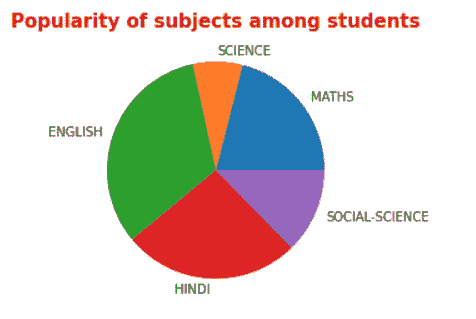 Popularity of subjects among students
SCIENCE
MATHS
ENGLISH
SOCIAL-SCIENCE
HINDI